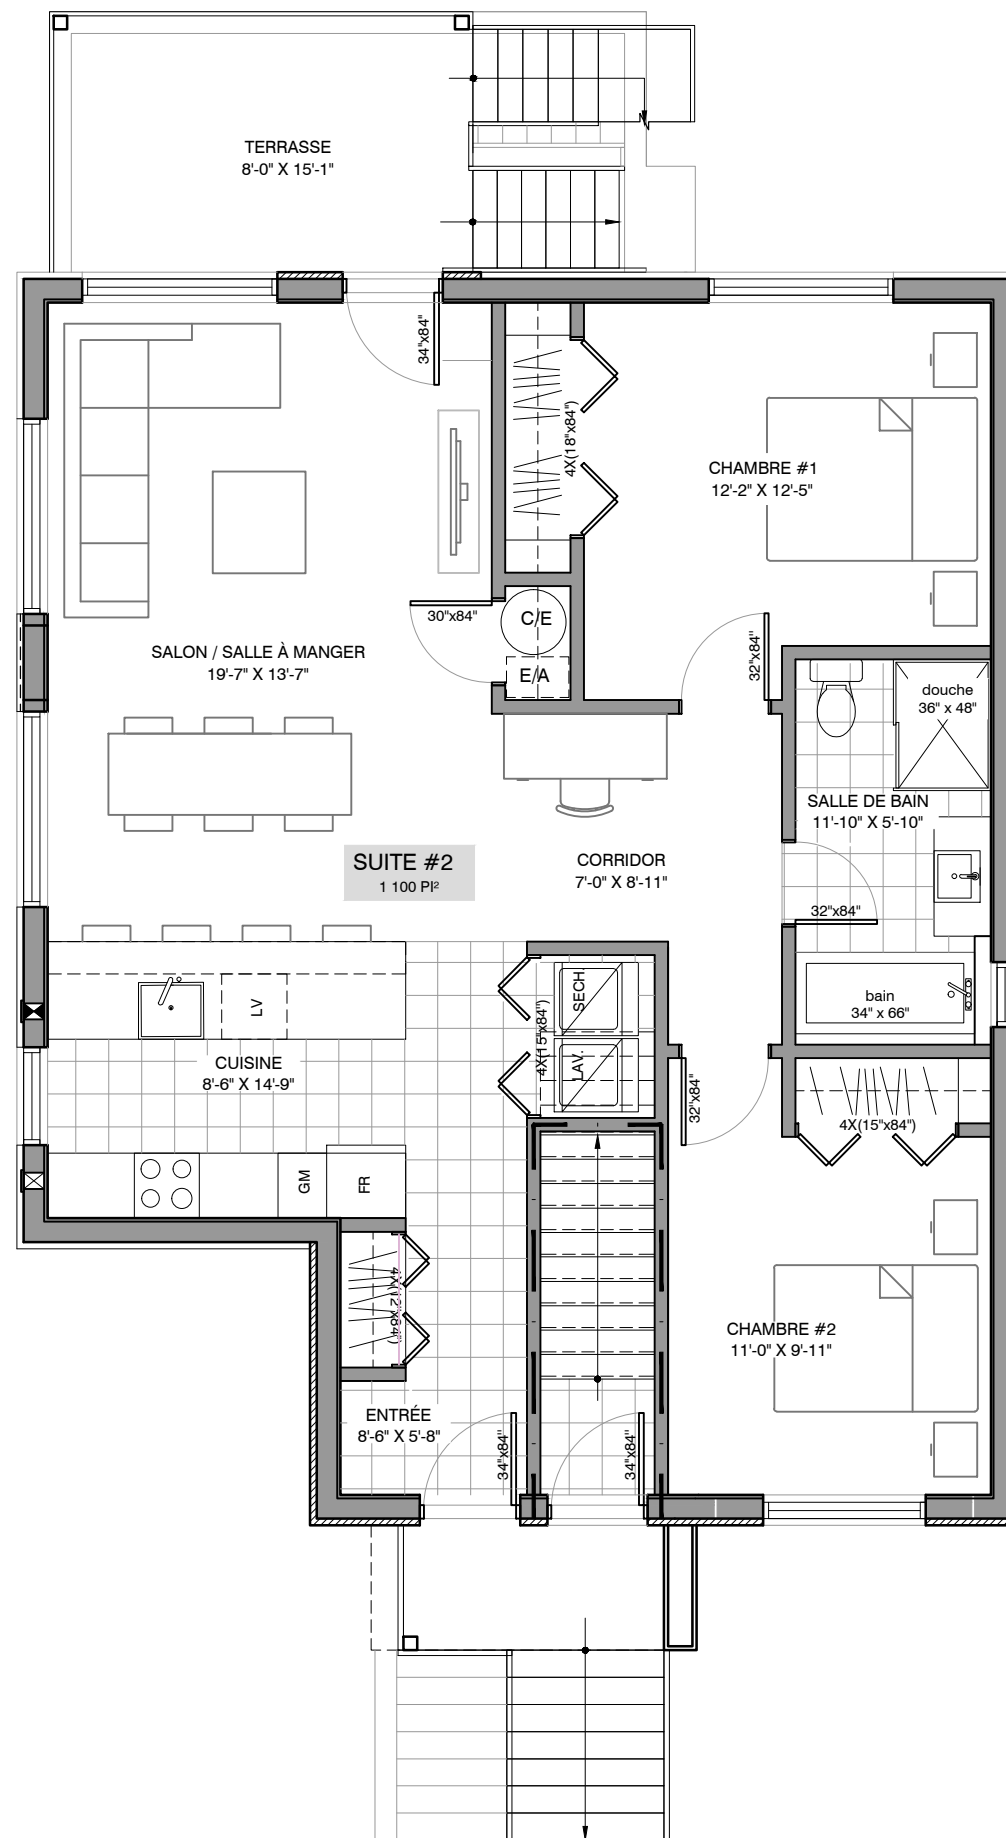 TERRASSE
8'-0" X 15'-1"
34"x84"
4X(18"x84")
CHAMBRE #1
12'-2" X 12'-5"
30"x84"
C/E
E/A
32"x84"
SALON / SALLE À MANGER
19'-7" X 13'-7"
douche
36" x 48"
SALLE DE BAIN
11'-10" X 5'-10"
SUITE #2
1 100 PI²
CORRIDOR
7'-0" X 8'-11"
32"x84"
bain
34" x 66"
LV
SECH.
4X(15"x84")
LAV.
CUISINE
8'-6" X 14'-9"
32"x84"
4X(15"x84")
GM
FR
4X(12"x84")
CHAMBRE #2
11'-0" X 9'-11"
ENTRÉE
8'-6" X 5'-8"
34"x84"
34"x84"